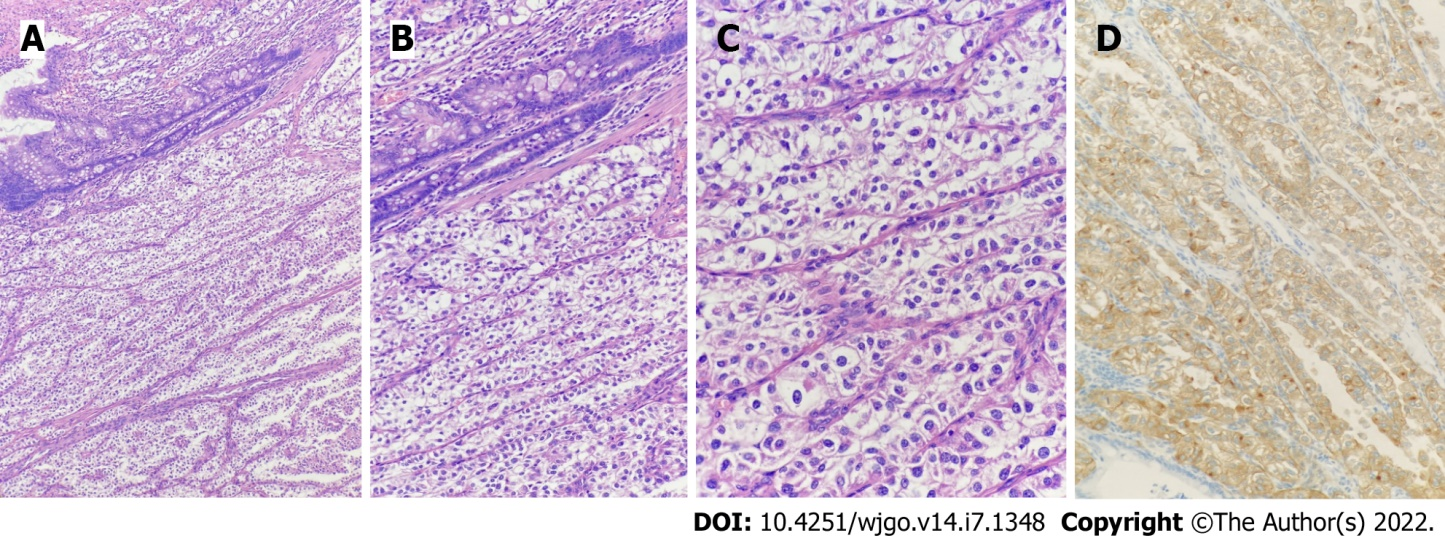 A
B
C
D
DOI: 10.4251/wjgo.v14.i7.1348 Copyright ©The Author(s) 2022.